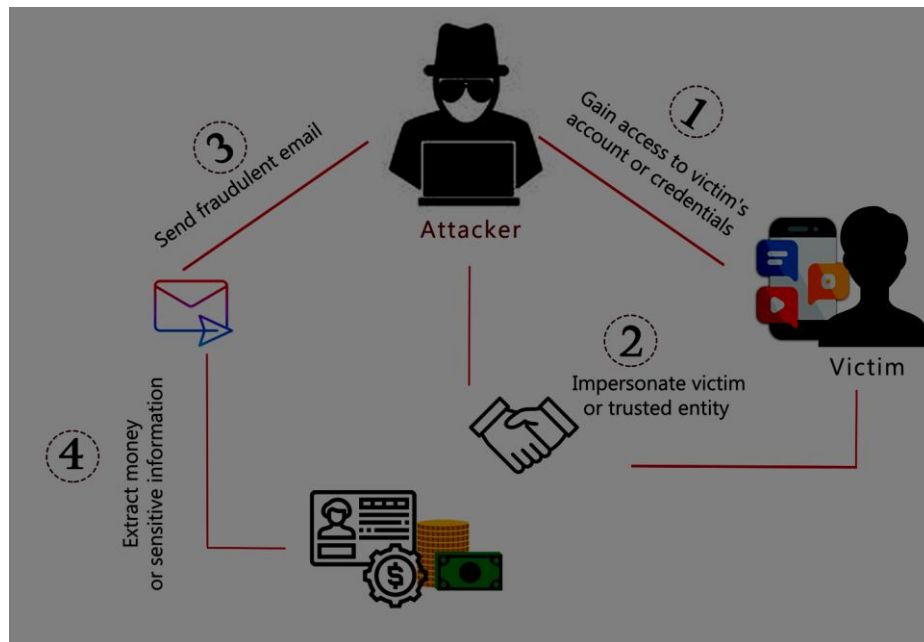 1
Gain access to victim's
account or credentials
3
Send fraudulent email
Attacker
2
Impersonate victim
or trusted entity
Victim
4
Extract money
or sensitive information
$